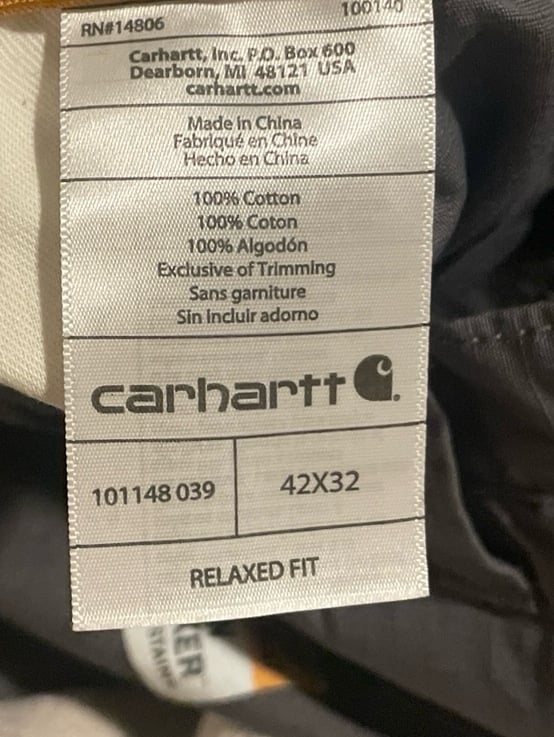 RN#14806
100140
Carhartt, Inc. P.O. Box 600
Dearborn, MI 48121 USA
carhartt.com
Made in China
Fabriqué en Chine
Hecho en China
100% Cotton
100% Coton
100% Algodón
Exclusive of Trimming
Sans garniture
Sin Incluir adorno
carhartt
101148 039
42X32
RELAXED FIT